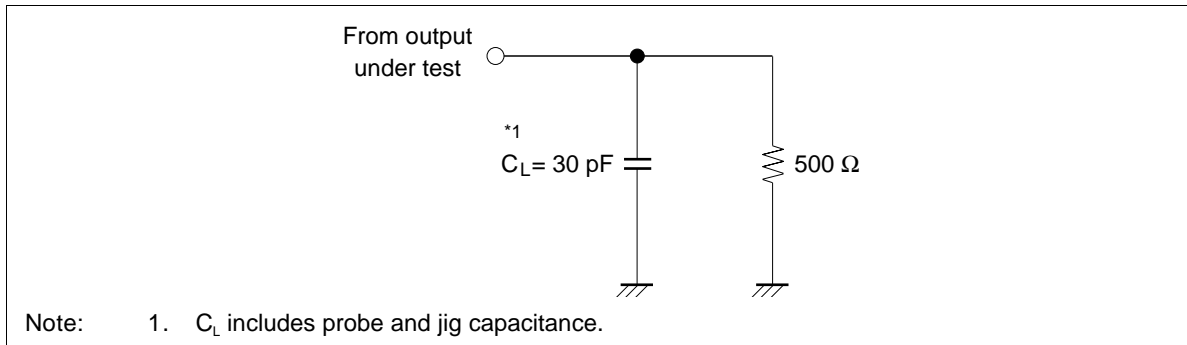 From output
under test
*1
CL= 30 pF
500 Ω
Note: 1. CL includes probe and jig capacitance.